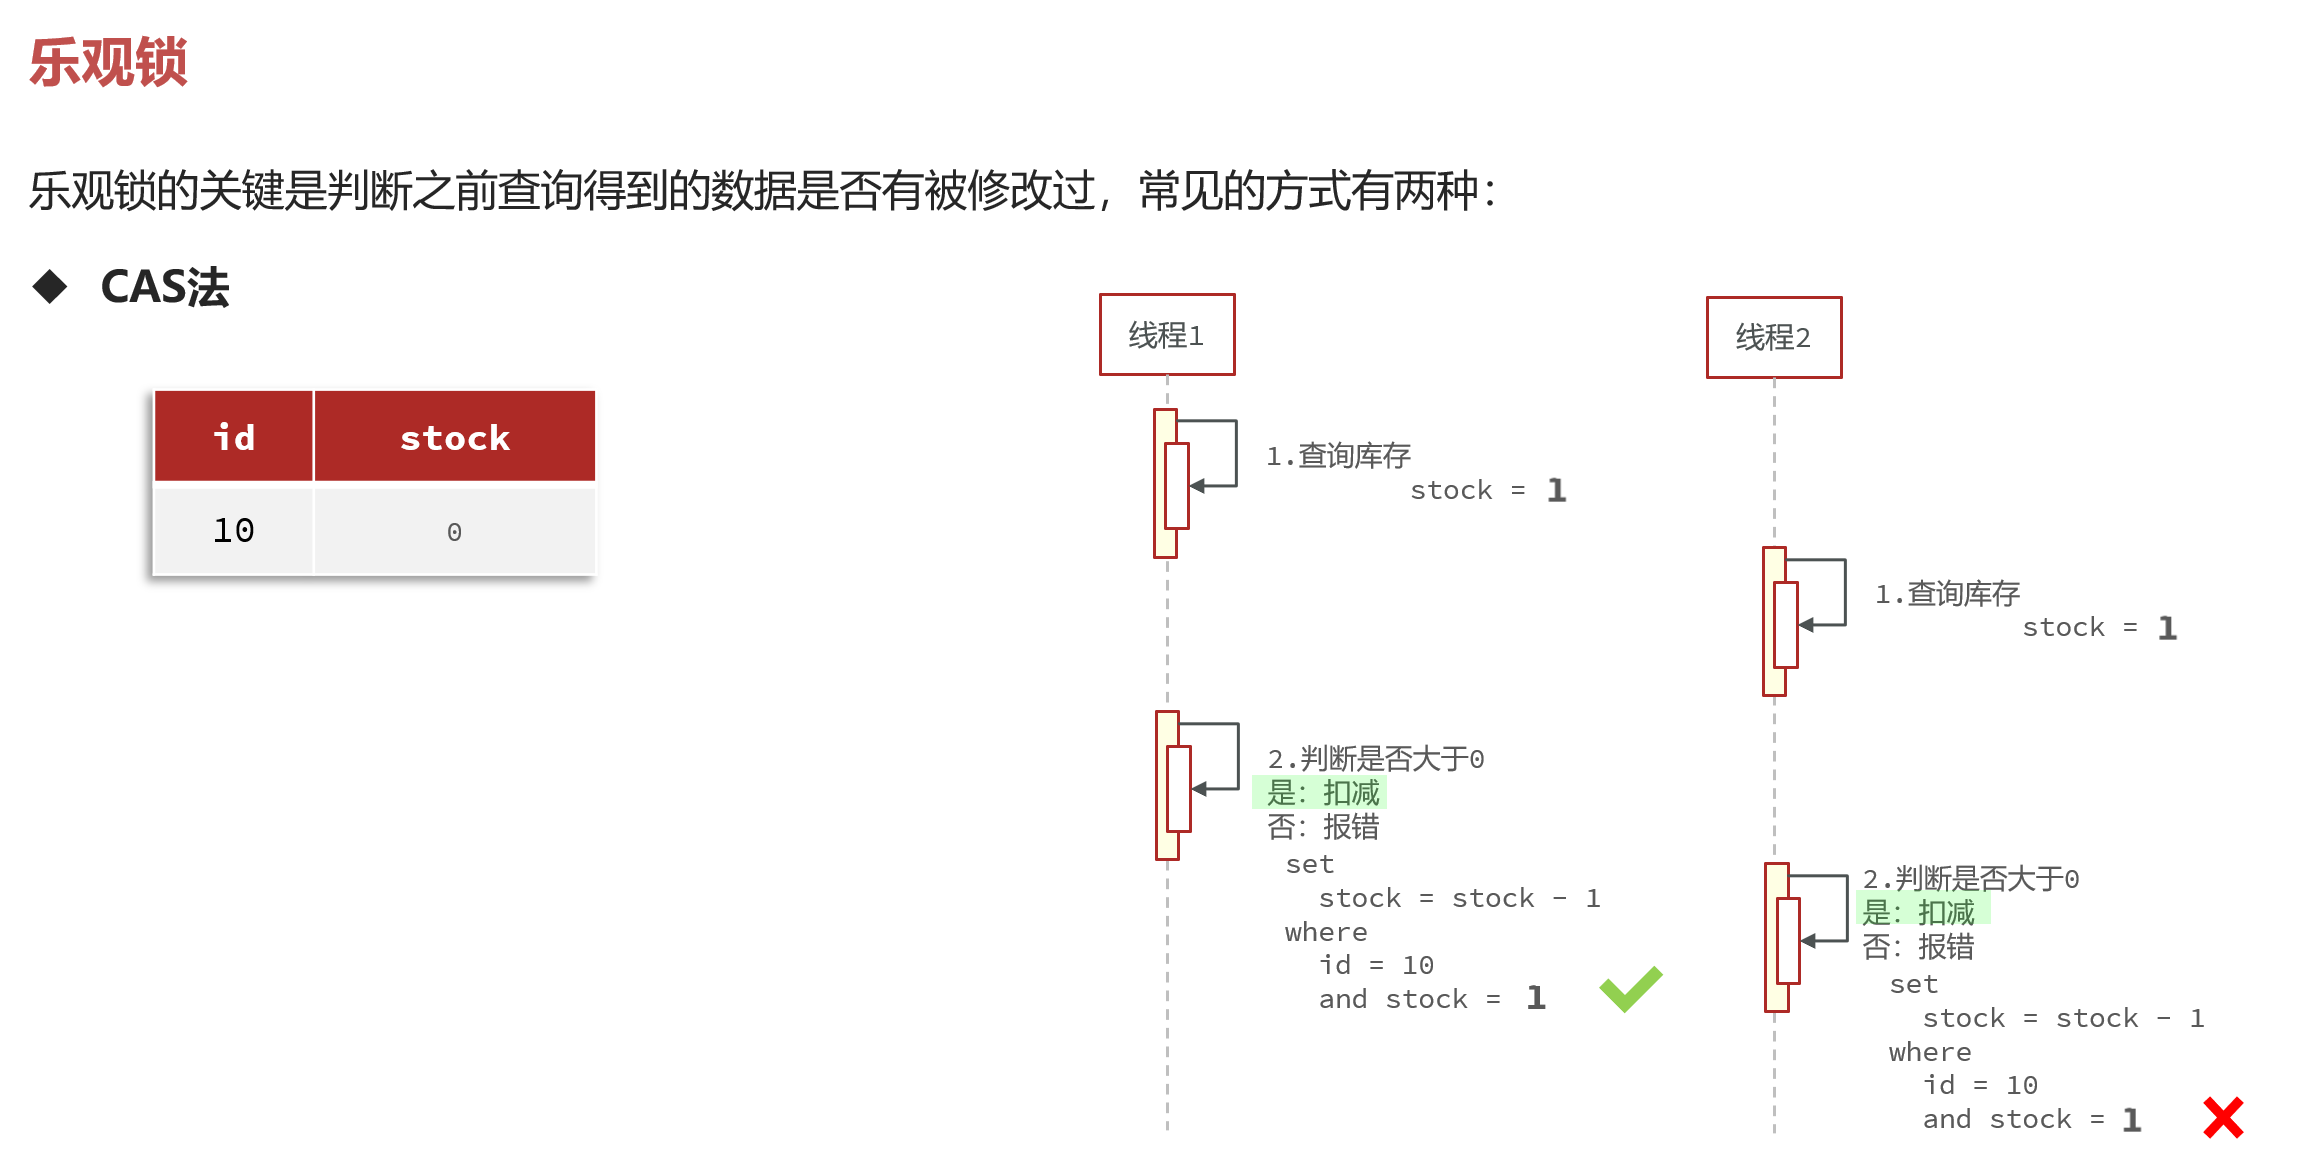 乐观锁
乐观锁的关键是判断之前查询得到的数据是否有被修改过，常见的方式有两种：
◆ CAS法
id stock
10 0
线程1
1.查询库存
stock = 1
2.判断是否大于0
是：扣减
否：报错
set
stock = stock - 1
where
id = 10
and stock = 1
线程2
1.查询库存
stock = 1
2.判断是否大于0
是：扣减
否：报错
set
stock = stock - 1
where
id = 10
and stock = 1